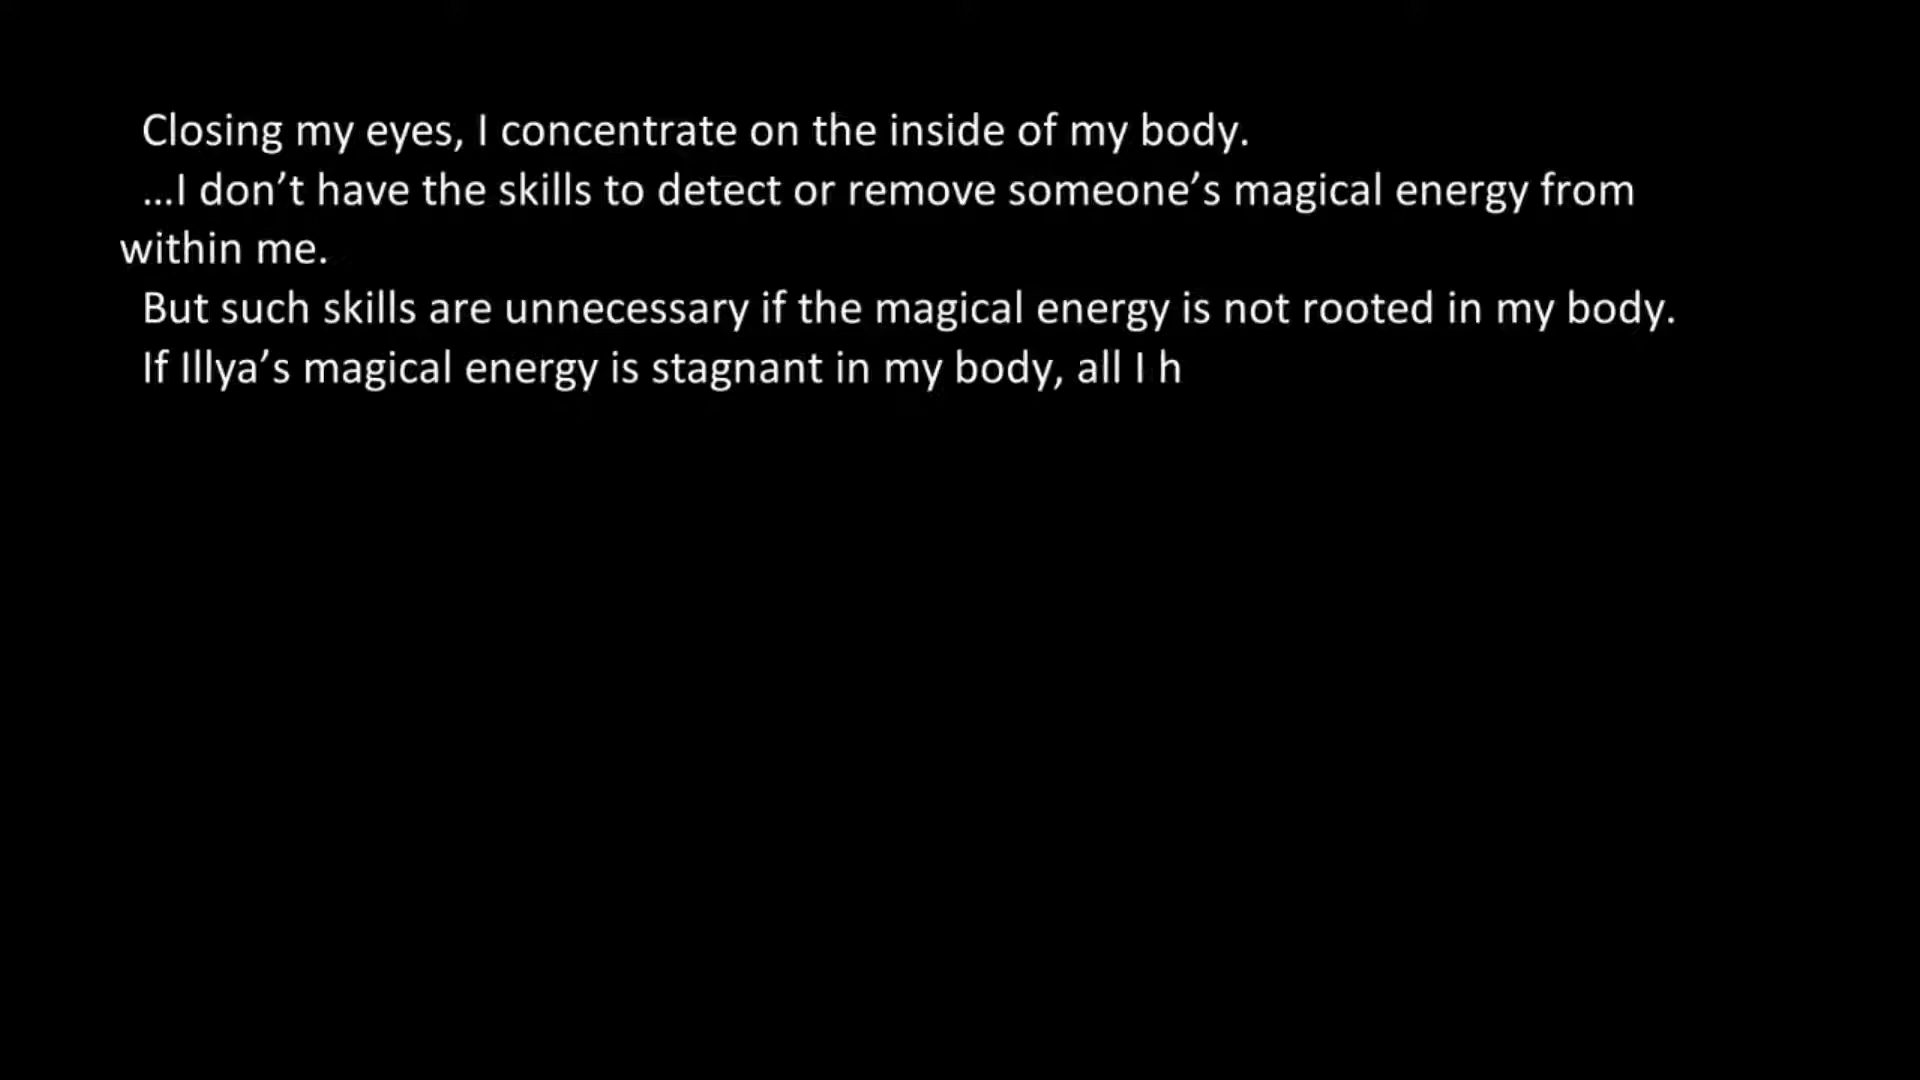 Closing my eyes, I concentrate on the inside of my body.
…I don’t have the skills to detect or remove someone’s magical energy from
within me.
But such skills are unnecessary if the magical energy is not rooted in my body.
If Illya’s magical energy is stagnant in my body, all I h